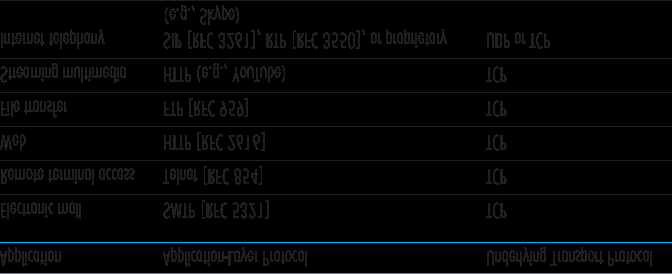 Application Application-Layer Protocol Underlying Transport Protocol
Electronic mail SMTP [RFC 5321] TCP
Remote terminal access Telnet [RFC 854] TCP
Web HTTP [RFC 2616] TCP
File transfer FTP [RFC 959] TCP
Streaming multimedia HTTP (e.g., YouTube) TCP
Internet telephony SIP [RFC 3261], RTP [RFC 3550], or proprietary UDP or TCP
(e.g., Skype)